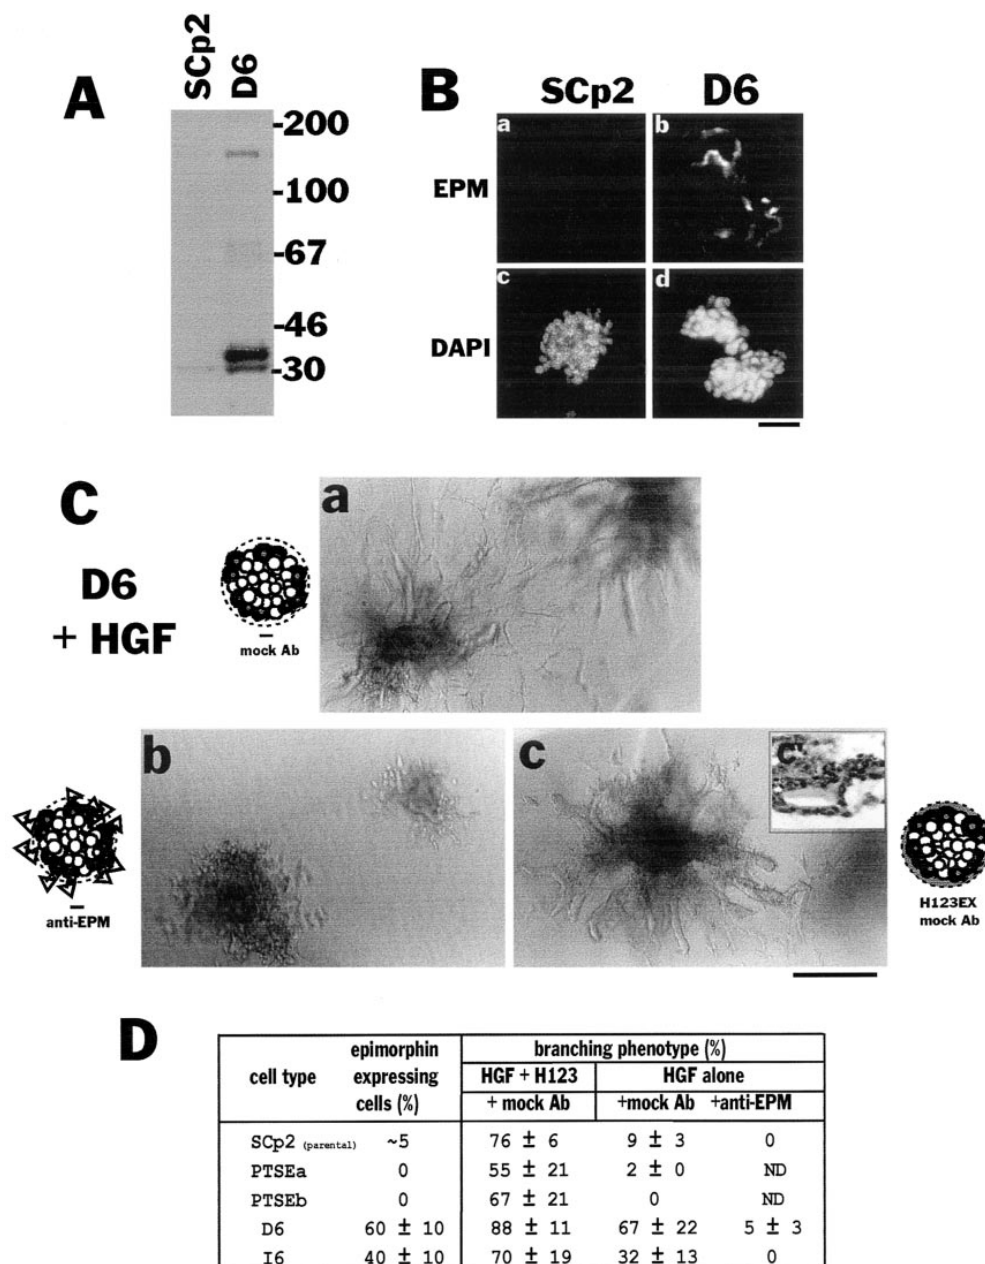 A
SCp2
D6
-200
-100
-67
-46
-30
B
SCp2 D6
a
b
EPM
c
d
DAPI
C
D6
+ HGF
mock Ab
a
b
anti-EPM
c
c'
H123EX
mock Ab
D
cell type epimorphin expressing cells (%) branching phenotype (%)
HGF + H123 HGF alone
+ mock Ab +mock Ab +anti-EPM
SCp2 (parental) ~5 76 ± 6 9 ± 3 0
PTSEa 0 55 ± 21 2 ± 0 ND
PTSEb 0 67 ± 21 0 ND
D6 60 ± 10 88 ± 11 67 ± 22 5 ± 3
I6 40 ± 10 70 ± 19 32 ± 13 0